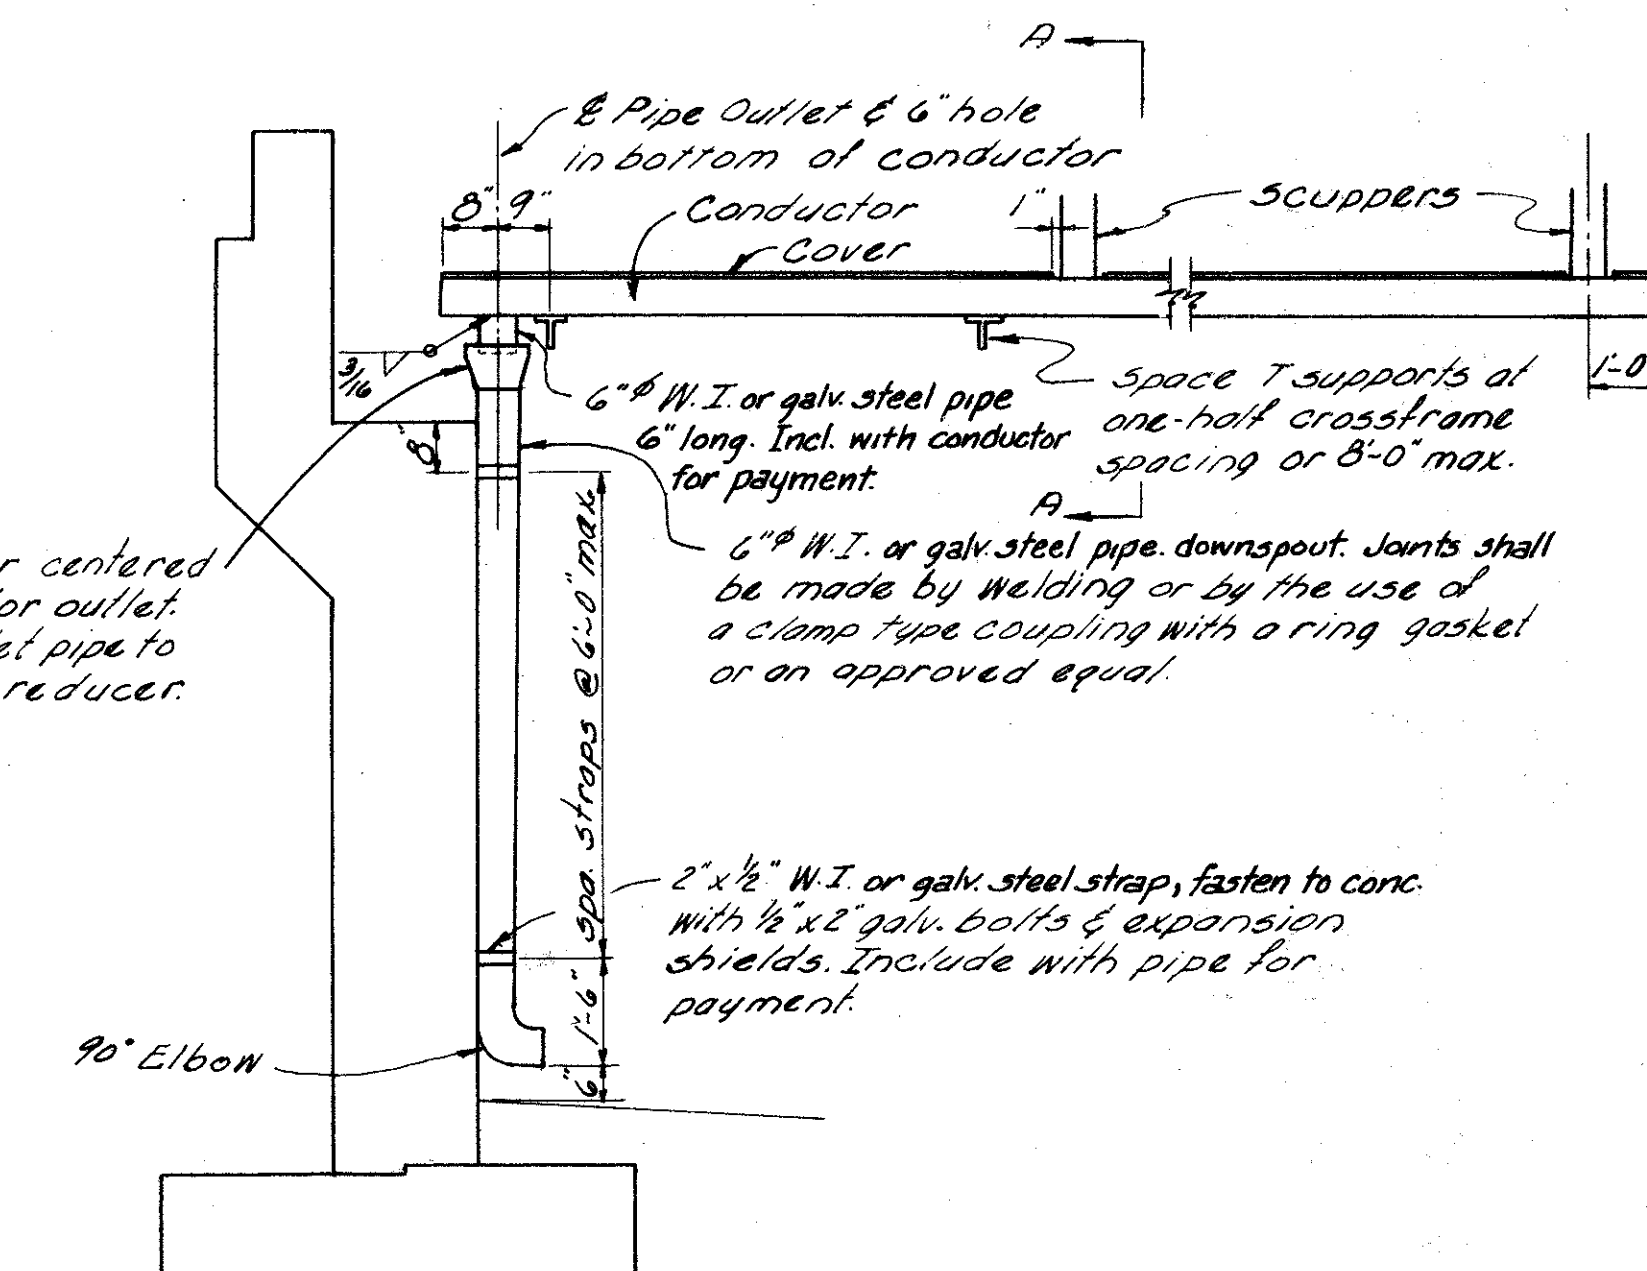 A
℄ Pipe Outlet & 6" hole
in bottom of conductor
8" 9"
Conductor
Cover
1"
Scuppers
3/16
8"
6"φ W.I. or galv. steel pipe
6" long. Incl. with conductor
for payment.
Space T supports at
one-half crossframe
spacing or 8'-0" max.
1'-0
A
6"φ W.I. or galv. steel pipe. downspout. Joints shall
be made by welding or by the use of
a clamp type coupling with a ring gasket
or an approved equal.
r centered
or outlet.
et pipe to
reducer.
spa. straps @ 6'-0" max.
2" x ½" W.I. or galv. steel strap, fasten to conc.
with ½" x 2" galv. bolts & expansion
shields. Include with pipe for
payment.
1'-6"
6"
90° Elbow